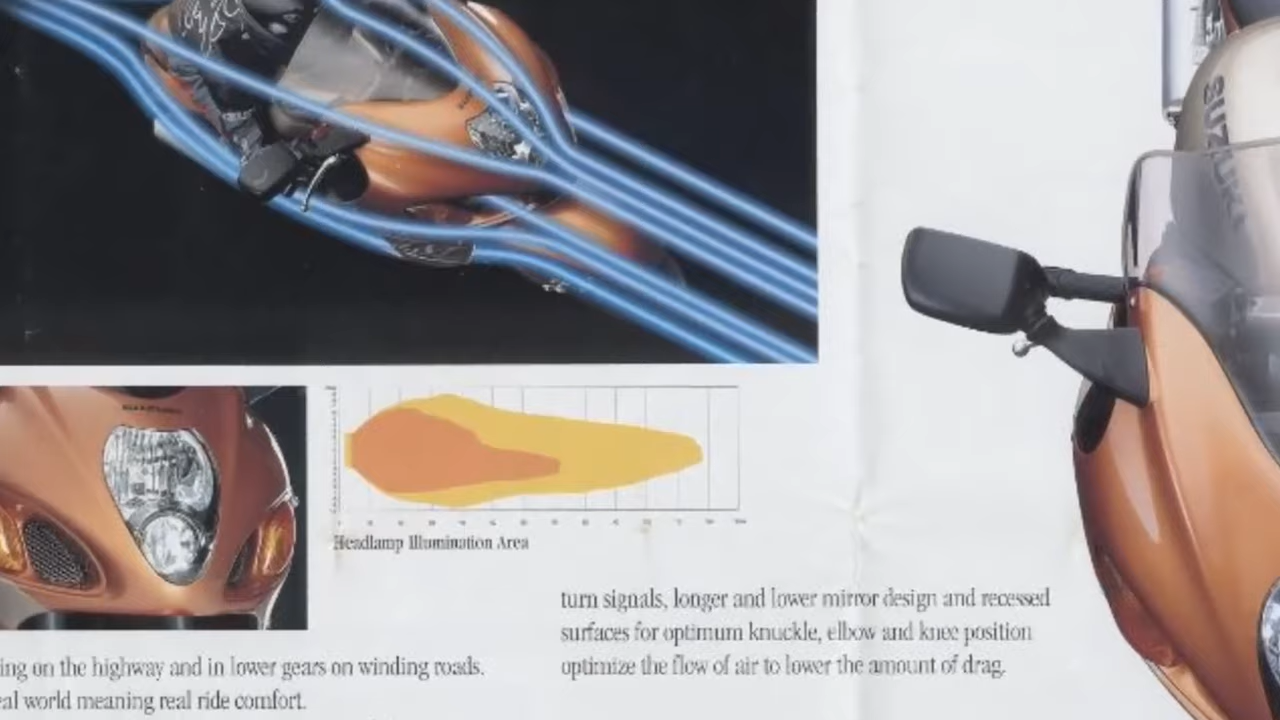 SUZUKI
Headlamp Illumination Area
turn signals, longer and lower mirror design and recessed
surfaces for optimum knuckle, elbow and knee position
optimize the flow of air to lower the amount of drag.
ing on the highway and in lower gears on winding roads.
eal world meaning real ride comfort.